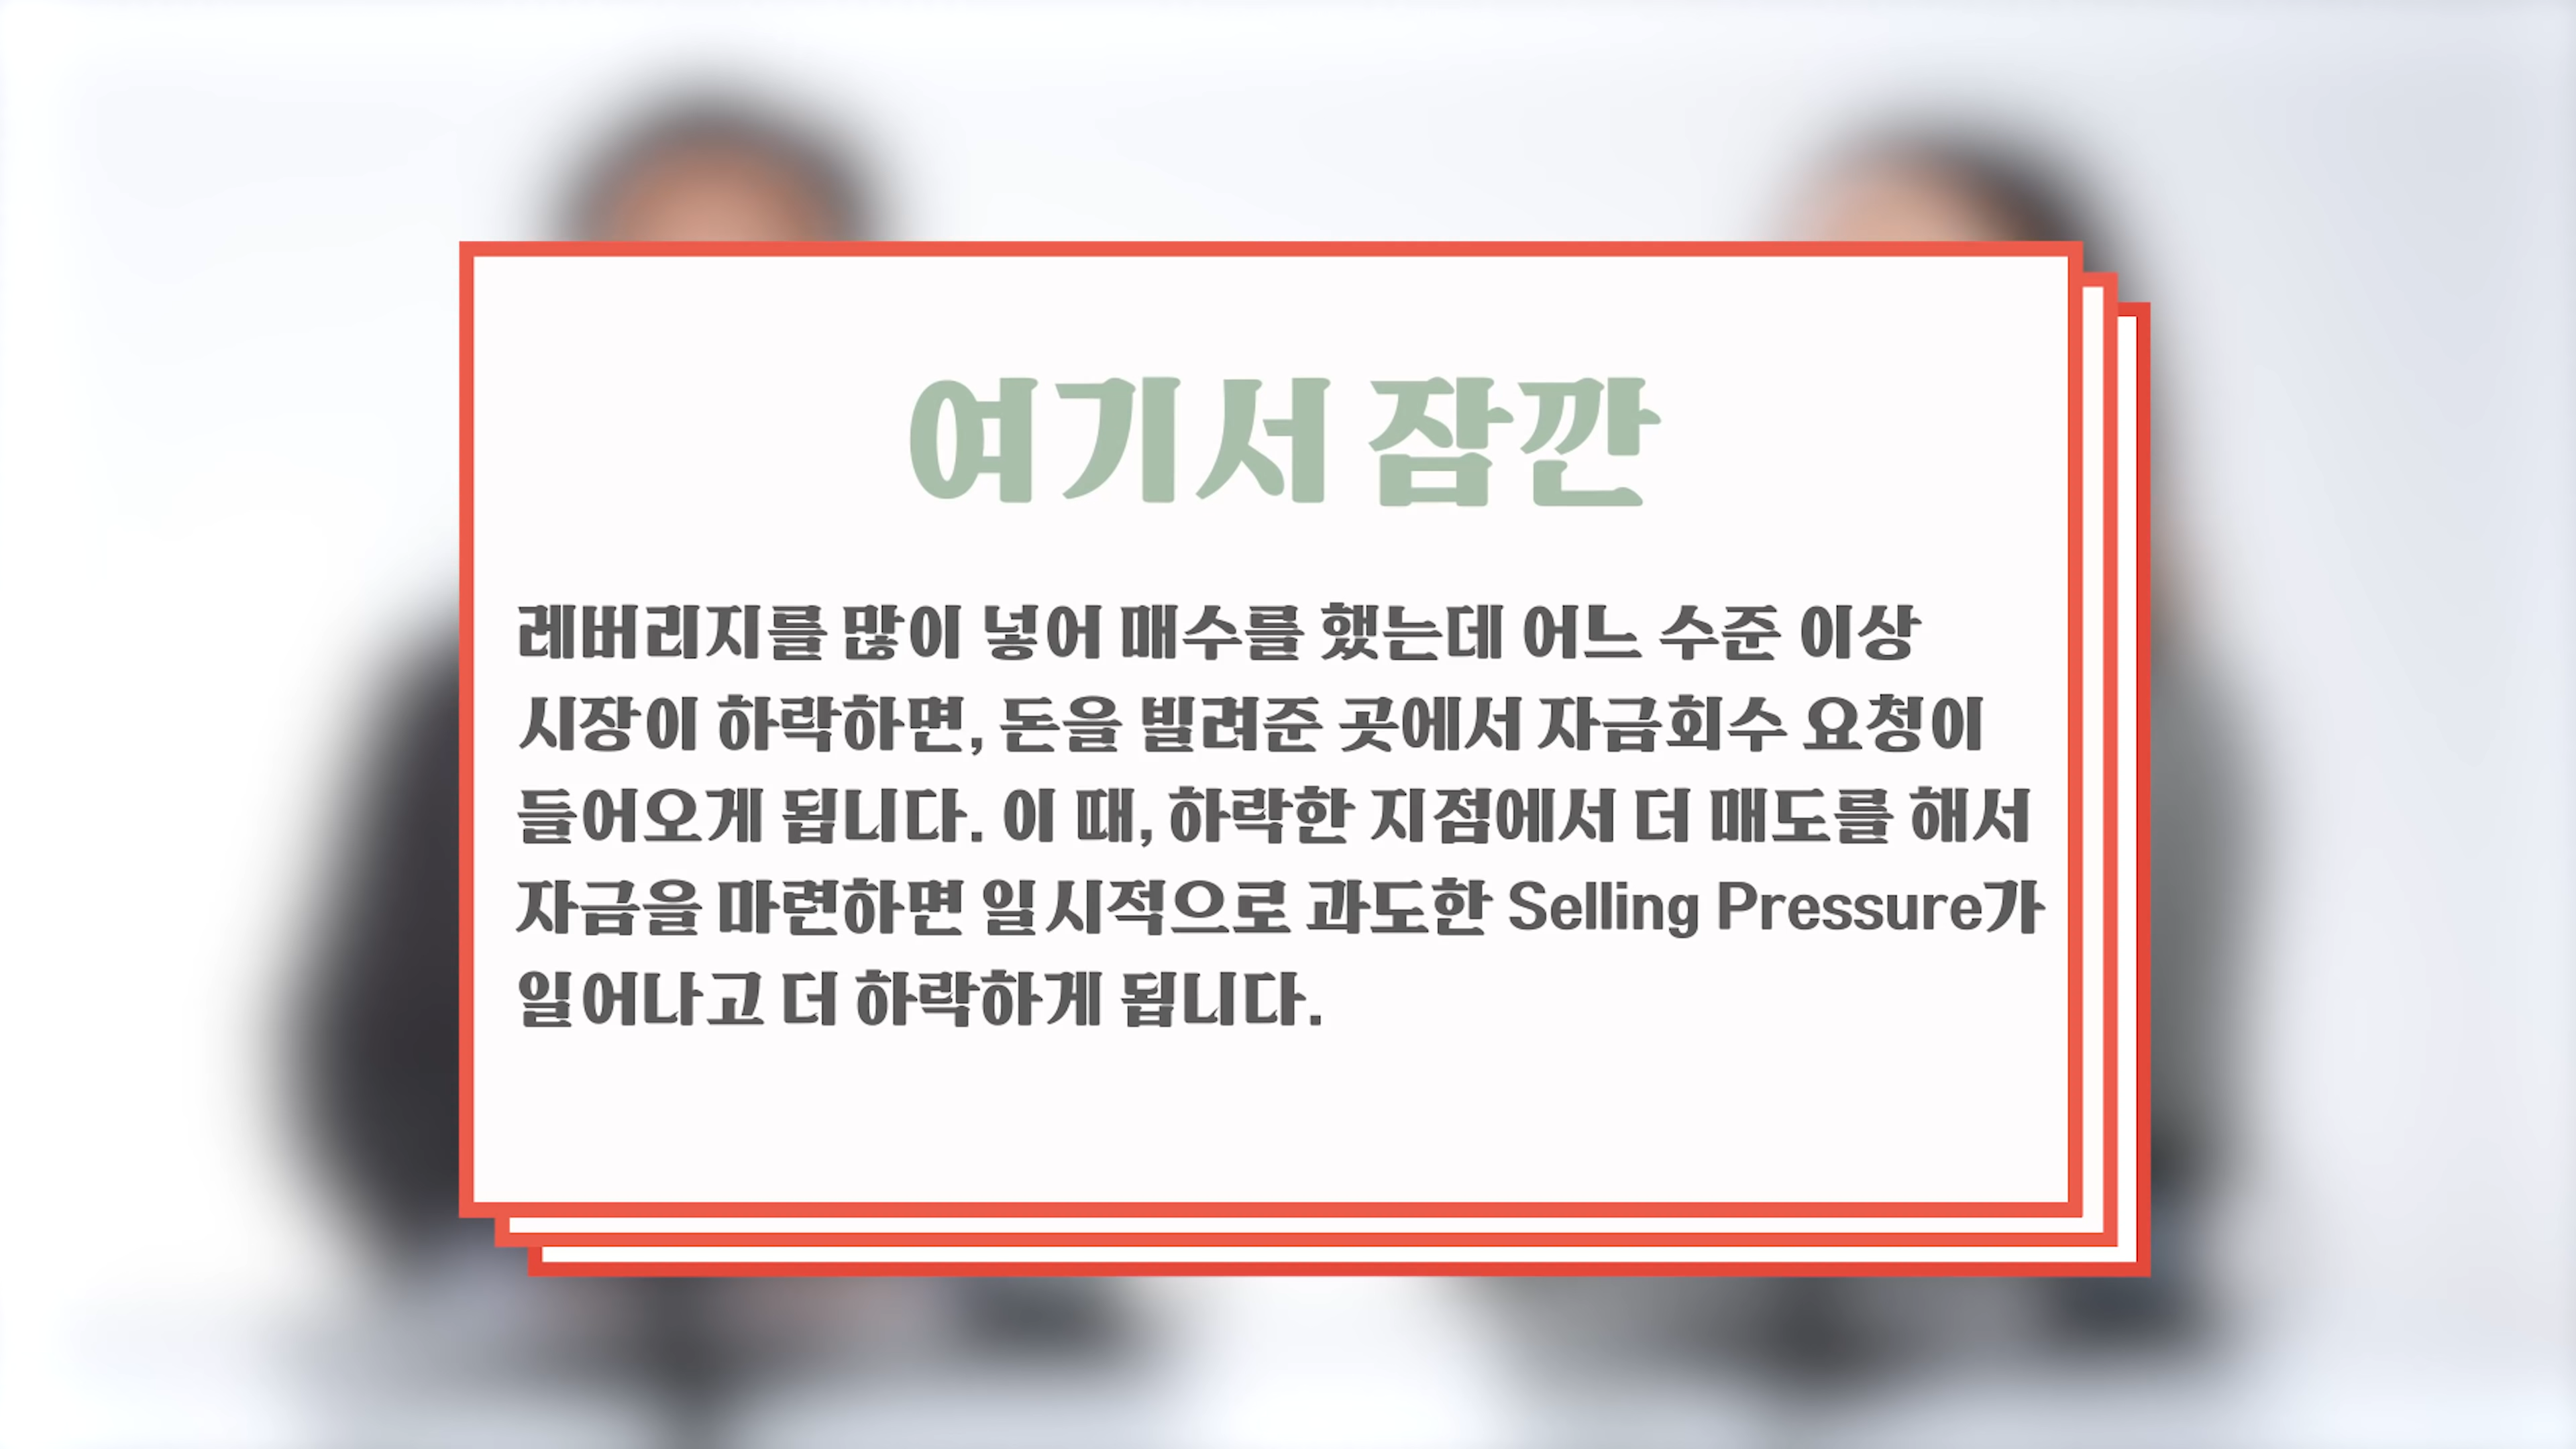 여기서 잠깐
레버리지를 많이 넣어 매수를 했는데 어느 수준 이상
시장이 하락하면, 돈을 빌려준 곳에서 자금회수 요청이
들어오게 됩니다. 이 때, 하락한 지점에서 더 매도를 해서
자금을 마련하면 일시적으로 과도한 Selling Pressure가
일어나고 더 하락하게 됩니다.